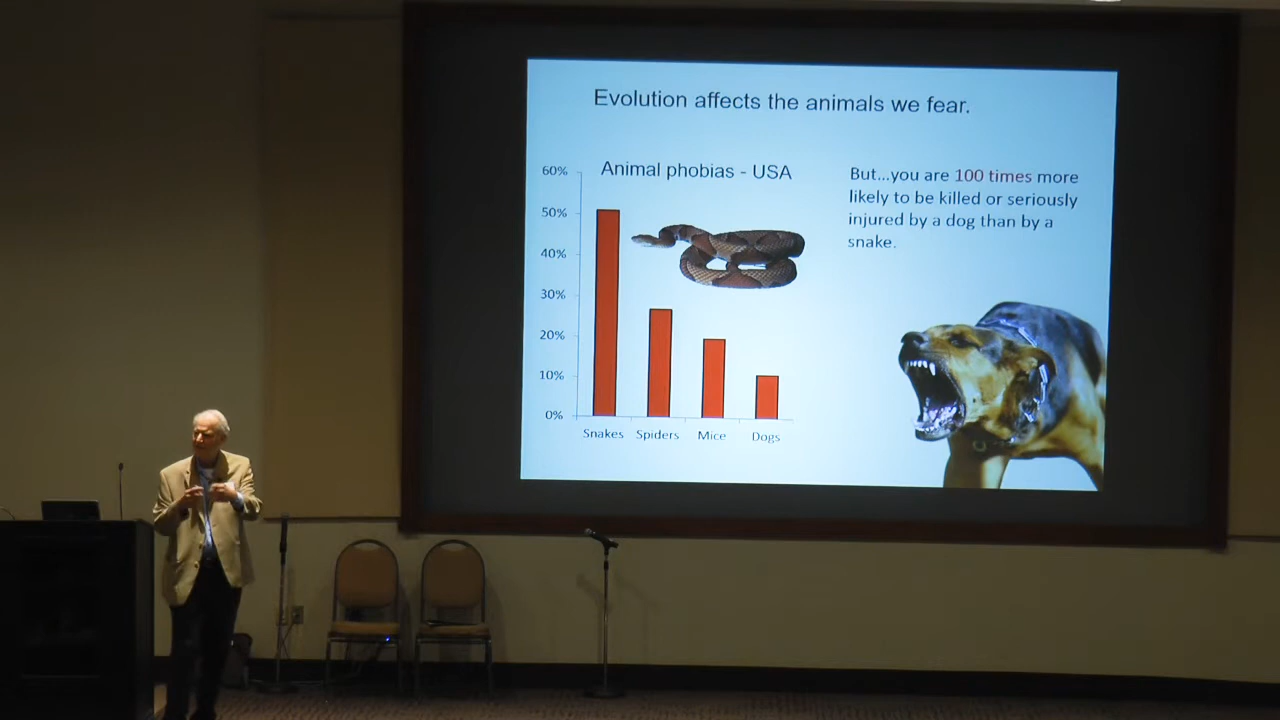 Evolution affects the animals we fear.
Animal phobias - USA
60%
50%
40%
30%
20%
10%
0%
Snakes
Spiders
Mice
Dogs
But...you are 100 times more
likely to be killed or seriously
injured by a dog than by a
snake.